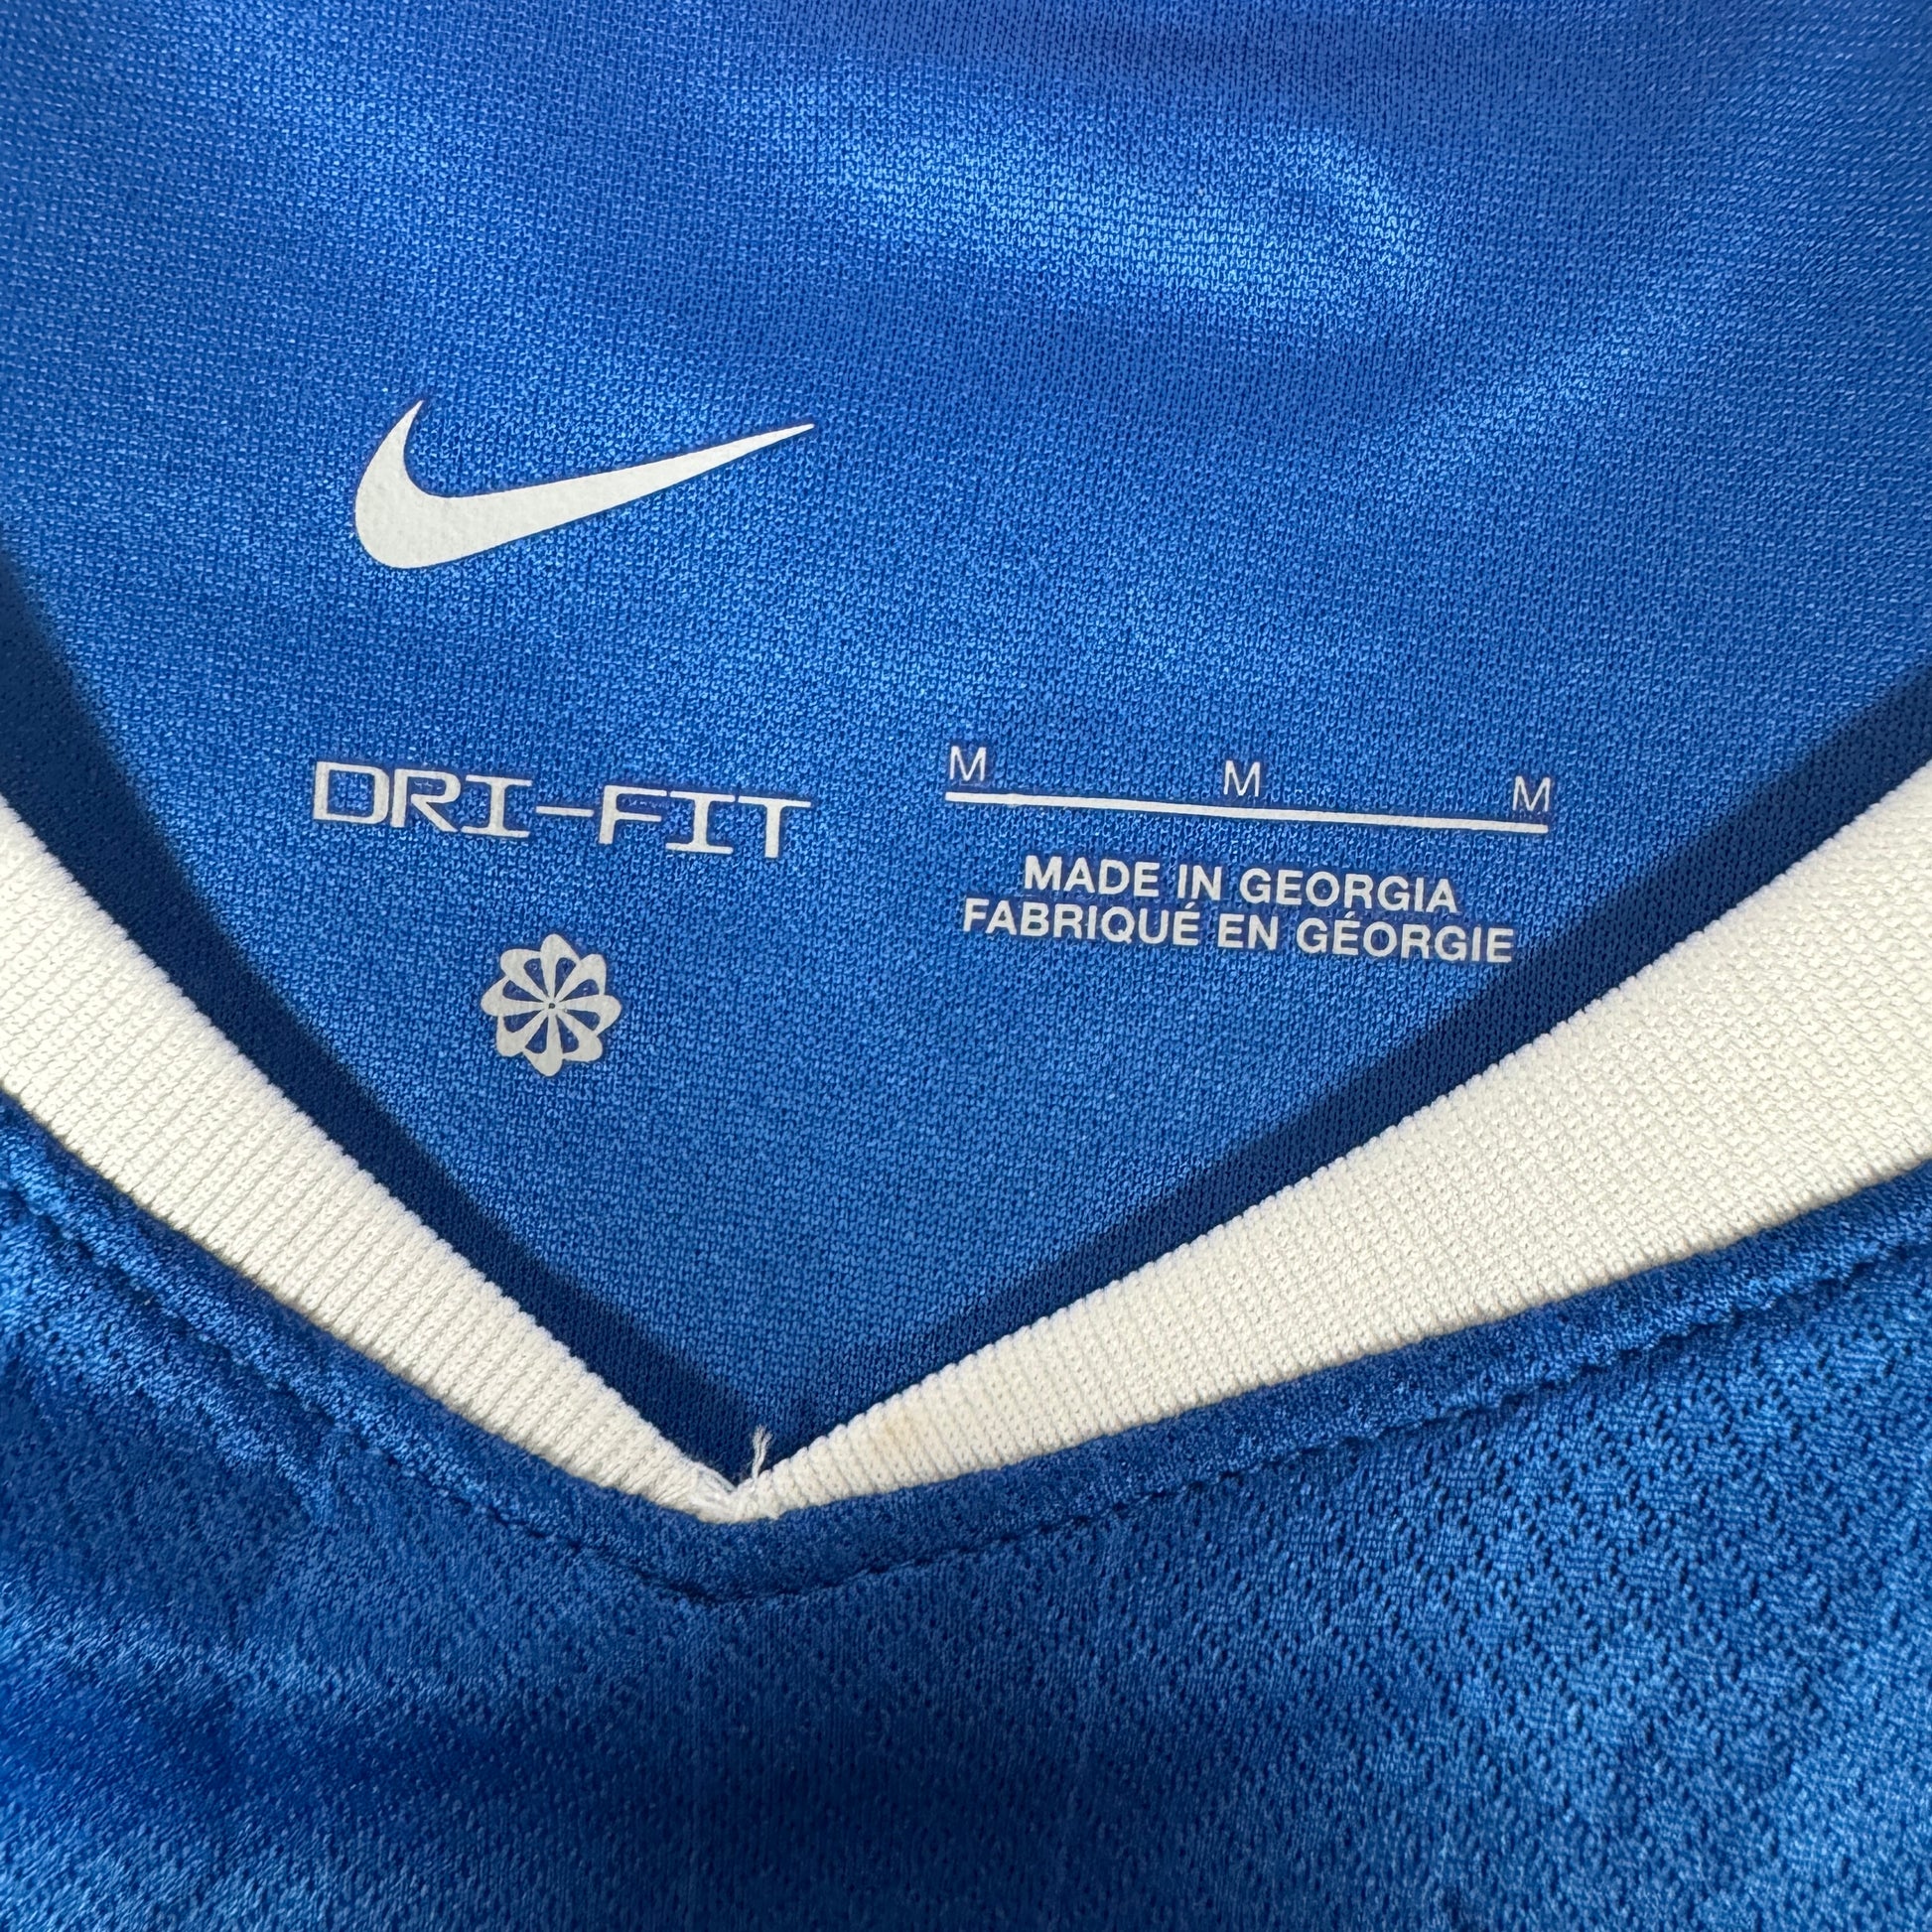 DRI-FIT
M M M
MADE IN GEORGIA
FABRIQUÉ EN GÉORGIE